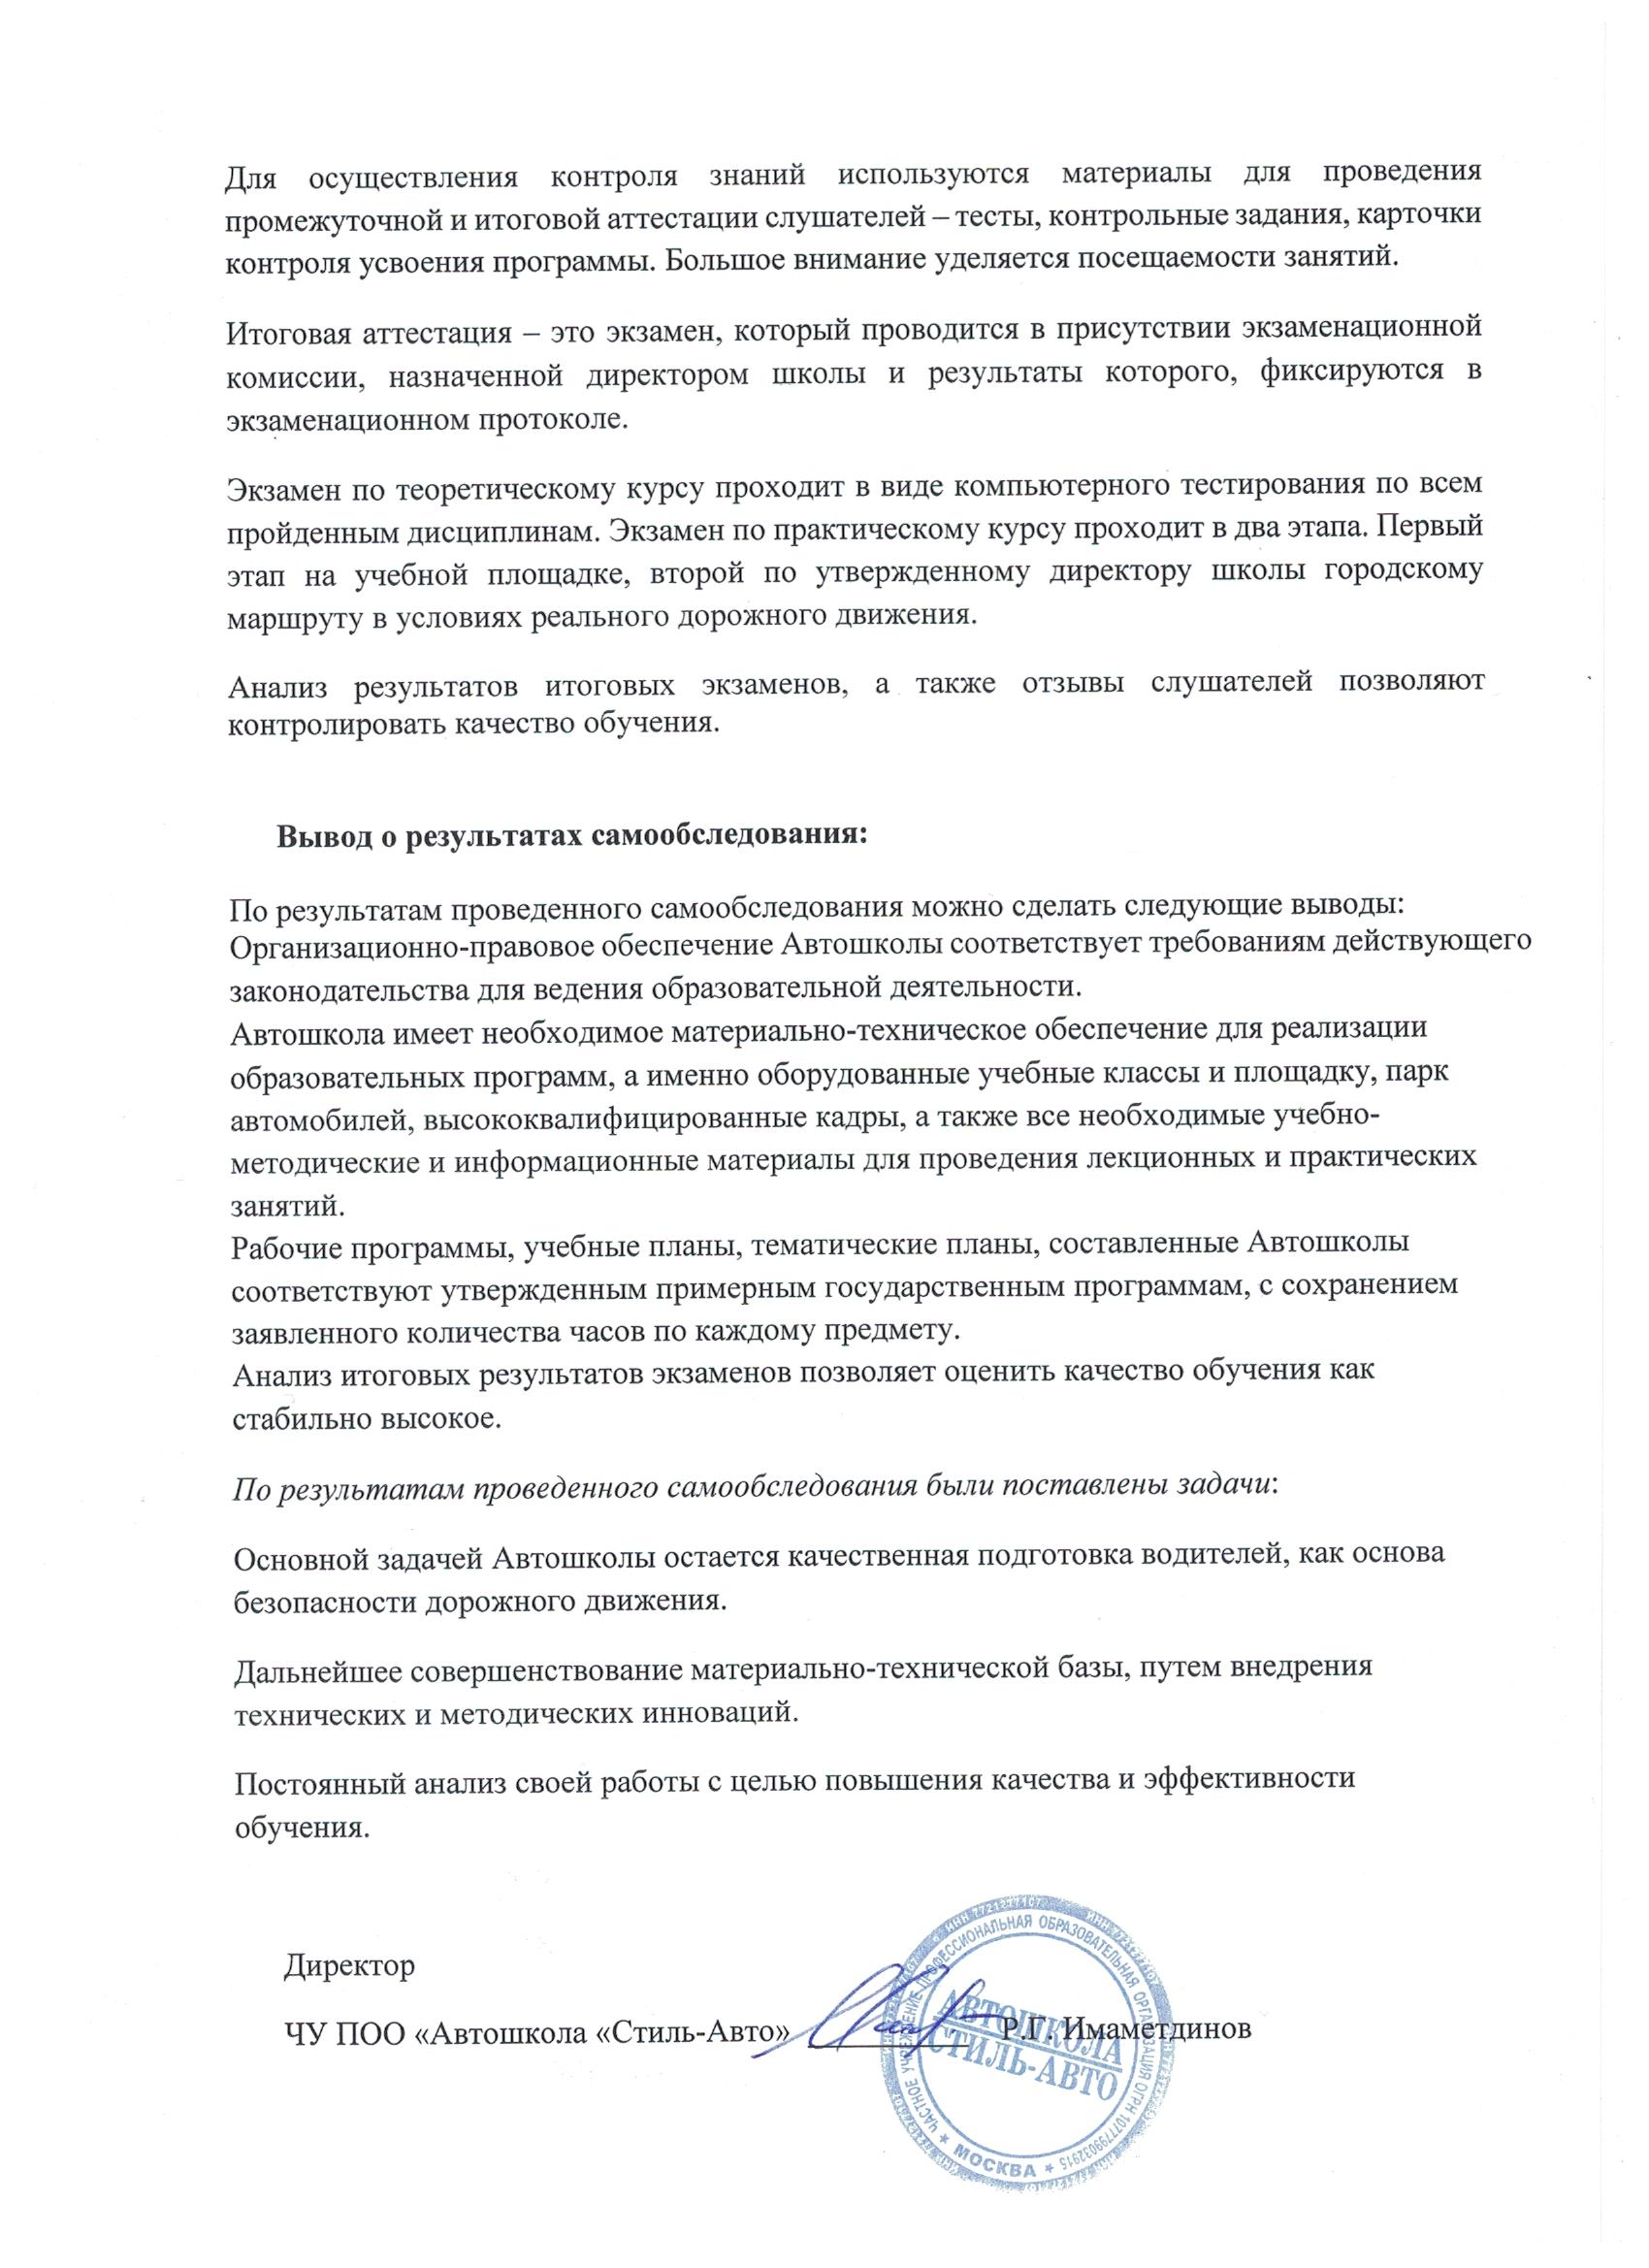 Для осуществления контроля знаний используются материалы для проведения
промежуточной и итоговой аттестации слушателей – тесты, контрольные задания, карточки
контроля усвоения программы. Большое внимание уделяется посещаемости занятий.
Итоговая аттестация – это экзамен, который проводится в присутствии экзаменационной
комиссии, назначенной директором школы и результаты которого, фиксируются в
экзаменационном протоколе.
Экзамен по теоретическому курсу проходит в виде компьютерного тестирования по всем
пройденным дисциплинам. Экзамен по практическому курсу проходит в два этапа. Первый
этап на учебной площадке, второй по утвержденному директору школы городскому
маршруту в условиях реального дорожного движения.
Анализ результатов итоговых экзаменов, а также отзывы слушателей позволяют
контролировать качество обучения.
Вывод о результатах самообследования:
По результатам проведенного самообследования можно сделать следующие выводы:
Организационно-правовое обеспечение Автошколы соответствует требованиям действующего
законодательства для ведения образовательной деятельности.
Автошкола имеет необходимое материально-техническое обеспечение для реализации
образовательных программ, а именно оборудованные учебные классы и площадку, парк
автомобилей, высококвалифицированные кадры, а также все необходимые учебно-
методические и информационные материалы для проведения лекционных и практических
занятий.
Рабочие программы, учебные планы, тематические планы, составленные Автошколы
соответствуют утвержденным примерным государственным программам, с сохранением
заявленного количества часов по каждому предмету.
Анализ итоговых результатов экзаменов позволяет оценить качество обучения как
стабильно высокое.
По результатам проведенного самообследования были поставлены задачи:
Основной задачей Автошколы остается качественная подготовка водителей, как основа
безопасности дорожного движения.
Дальнейшее совершенствование материально-технической базы, путем внедрения
технических и методических инноваций.
Постоянный анализ своей работы с целью повышения качества и эффективности
обучения.
Директор
ЧУ ПОО «Автошкола «Стиль-Авто» Р.Г. Имаметдинов
ИНН 7721277107
ЧАСТНОЕ УЧРЕЖДЕНИЕ ПРОФЕССИОНАЛЬНАЯ ОБРАЗОВАТЕЛЬНАЯ ОРГАНИЗАЦИЯ ОГРН 1077799032915
★ МОСКВА ★
АВТОШКОЛА
СТИЛЬ-АВТО